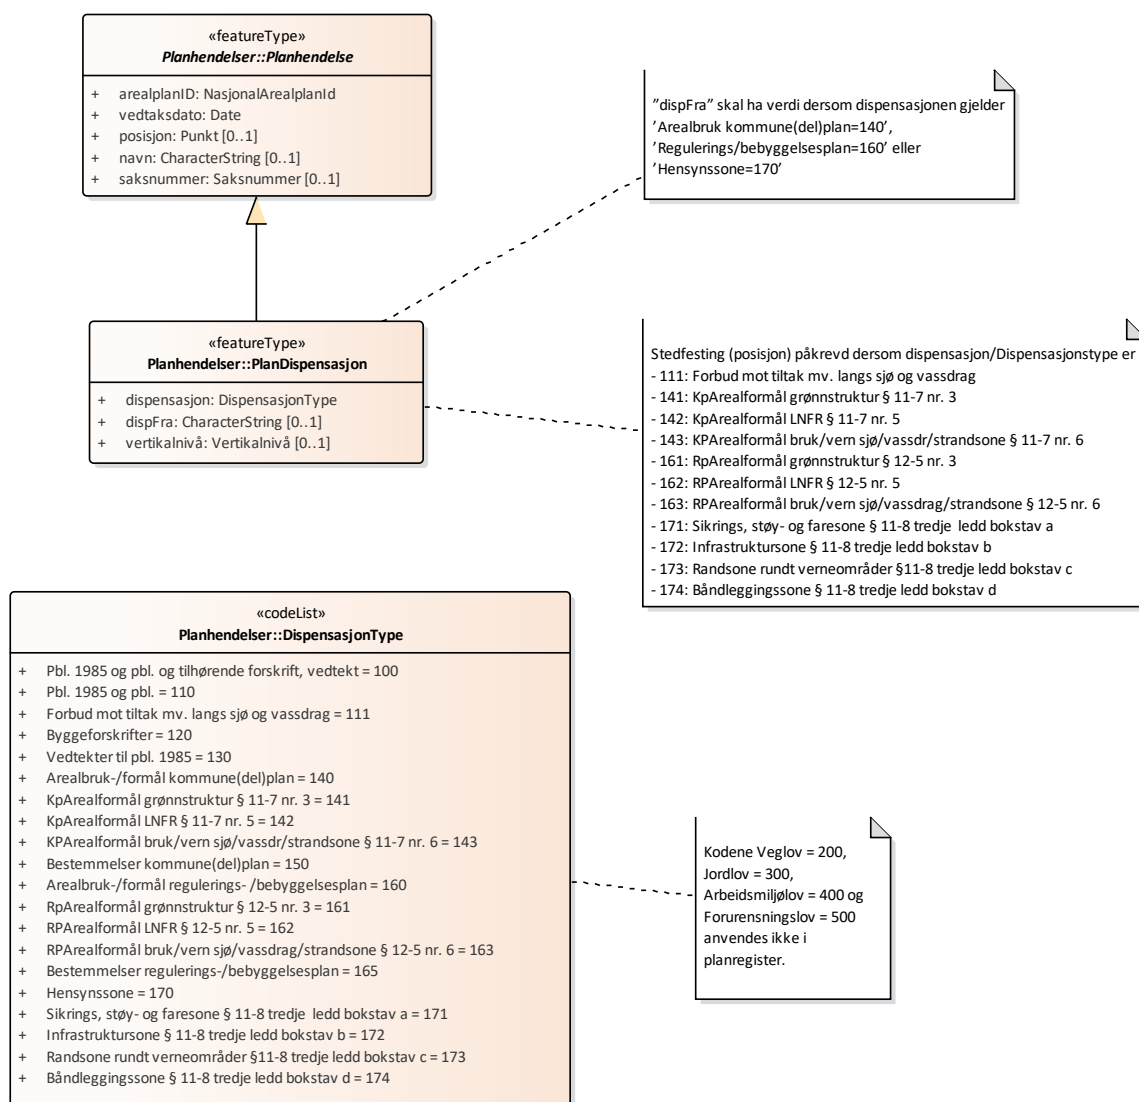 «featureType»
Planhendelser::Planhendelse
+ arealplanID: NasjonalArealplanId
+ vedtaksdato: Date
+ posisjon: Punkt [0..1]
+ navn: CharacterString [0..1]
+ saksnummer: Saksnummer [0..1]
”dispFra” skal ha verdi dersom dispensasjonen gjelder
’Arealbruk kommune(del)plan=140’,
’Regulerings/bebyggelsesplan=160’ eller
’Hensynssone=170’
«featureType»
Planhendelser::PlanDispensasjon
+ dispensasjon: DispensasjonType
+ dispFra: CharacterString [0..1]
+ vertikalnivå: Vertikalnivå [0..1]
Stedfesting (posisjon) påkrevd dersom dispensasjon/Dispensasjonstype er
- 111: Forbud mot tiltak mv. langs sjø og vassdrag
- 141: KpArealformål grønnstruktur § 11-7 nr. 3
- 142: KpArealformål LNFR § 11-7 nr. 5
- 143: KPArealformål bruk/vern sjø/vassdr/strandsone § 11-7 nr. 6
- 161: RpArealformål grønnstruktur § 12-5 nr. 3
- 162: RPArealformål LNFR § 12-5 nr. 5
- 163: RPArealformål bruk/vern sjø/vassdrag/strandsone § 12-5 nr. 6
- 171: Sikrings, støy- og faresone § 11-8 tredje ledd bokstav a
- 172: Infrastruktursone § 11-8 tredje ledd bokstav b
- 173: Randsone rundt verneområder §11-8 tredje ledd bokstav c
- 174: Båndleggingssone § 11-8 tredje ledd bokstav d
«codeList»
Planhendelser::DispensasjonType
+ Pbl. 1985 og pbl. og tilhørende forskrift, vedtekt = 100
+ Pbl. 1985 og pbl. = 110
+ Forbud mot tiltak mv. langs sjø og vassdrag = 111
+ Byggeforskrifter = 120
+ Vedtekter til pbl. 1985 = 130
+ Arealbruk-/formål kommune(del)plan = 140
+ KpArealformål grønnstruktur § 11-7 nr. 3 = 141
+ KpArealformål LNFR § 11-7 nr. 5 = 142
+ KPArealformål bruk/vern sjø/vassdr/strandsone § 11-7 nr. 6 = 143
+ Bestemmelser kommune(del)plan = 150
+ Arealbruk-/formål regulerings- /bebyggelsesplan = 160
+ RpArealformål grønnstruktur § 12-5 nr. 3 = 161
+ RPArealformål LNFR § 12-5 nr. 5 = 162
+ RPArealformål bruk/vern sjø/vassdrag/strandsone § 12-5 nr. 6 = 163
+ Bestemmelser regulerings-/bebyggelsesplan = 165
+ Hensynssone = 170
+ Sikrings, støy- og faresone § 11-8 tredje ledd bokstav a = 171
+ Infrastruktursone § 11-8 tredje ledd bokstav b = 172
+ Randsone rundt verneområder §11-8 tredje ledd bokstav c = 173
+ Båndleggingssone § 11-8 tredje ledd bokstav d = 174
Kodene Veglov = 200,
Jordlov = 300,
Arbeidsmiljølov = 400 og
Forurensningslov = 500
anvendes ikke i
planregister.